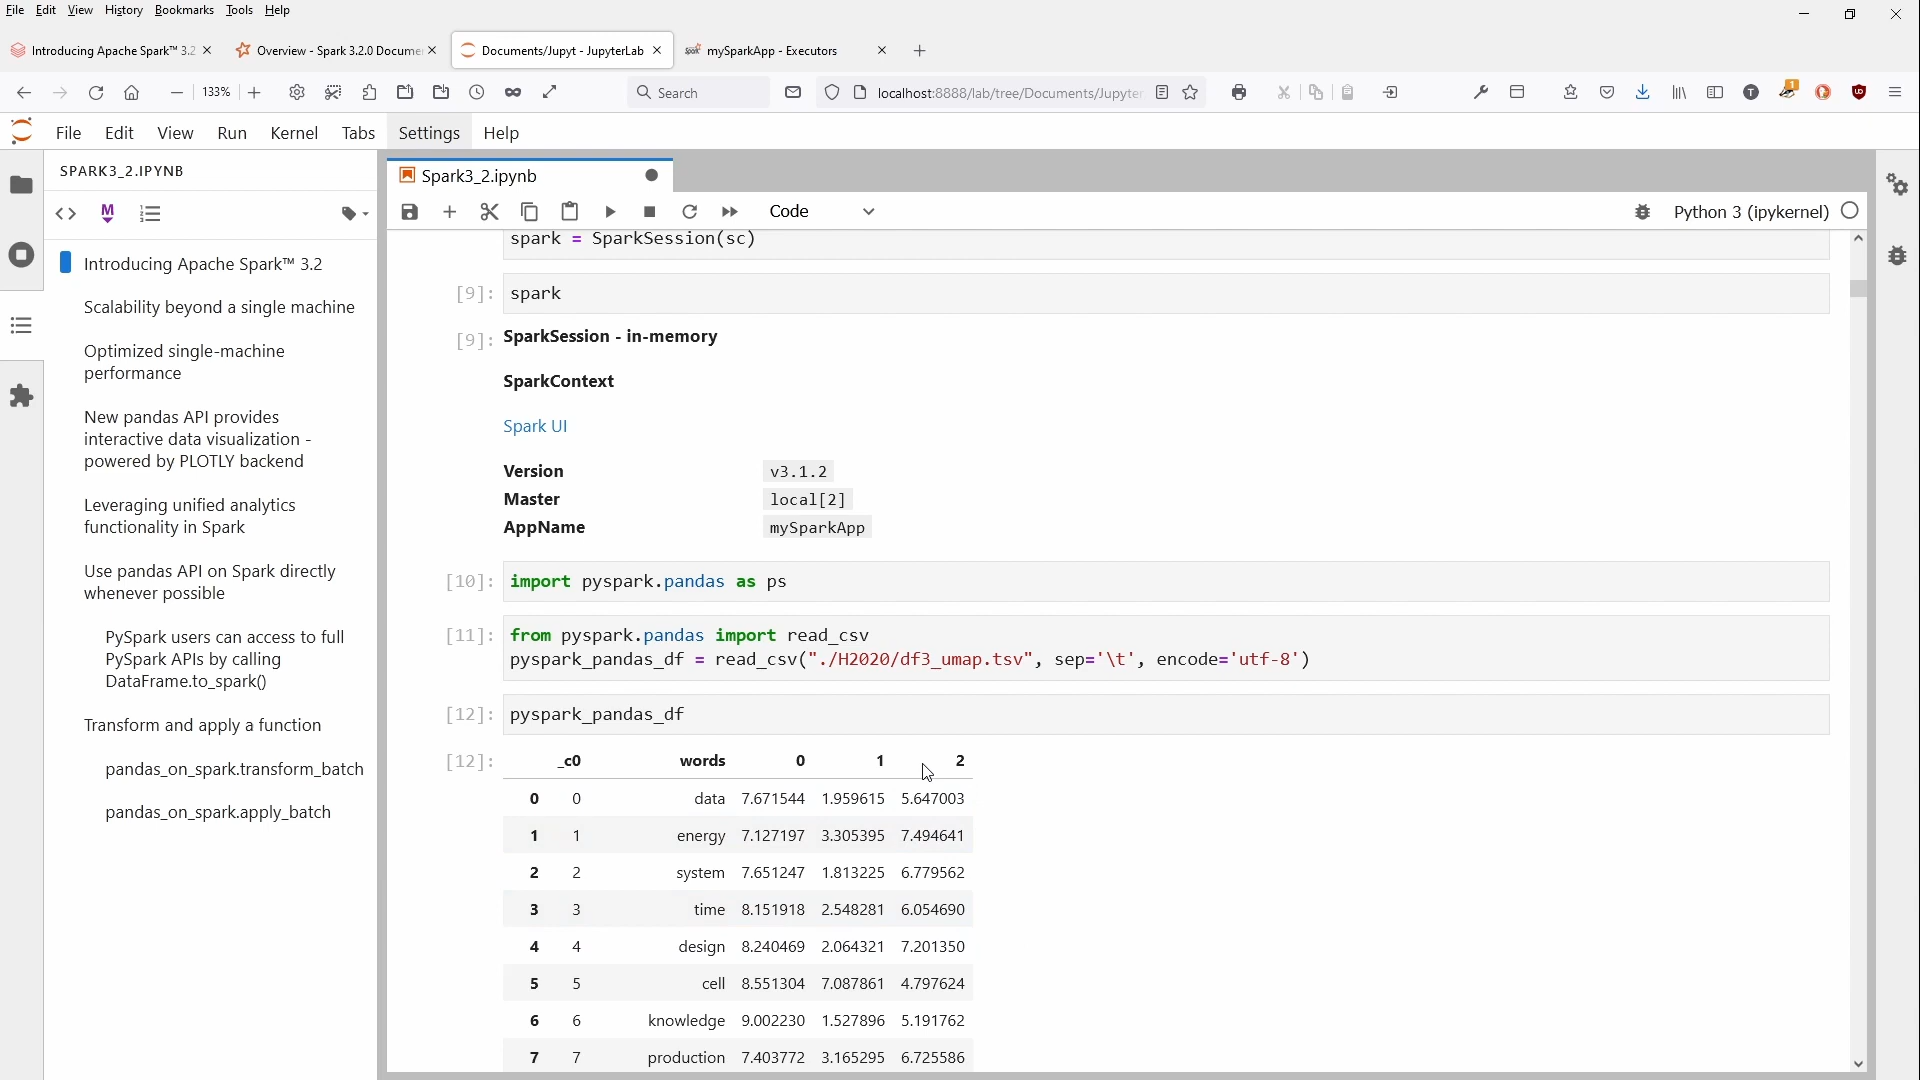 File Edit View History Bookmarks Tools Help
Introducing Apache Spark™ 3.2
Overview - Spark 3.2.0 Docume
Documents/Jupyt - JupyterLab
mySparkApp - Executors
133%
Search
localhost:8888/lab/tree/Documents/Jupyter
File Edit View Run Kernel Tabs Settings Help
SPARK3_2.IPYNB
Spark3_2.ipynb
Code
Python 3 (ipykernel)
Introducing Apache Spark™ 3.2
Scalability beyond a single machine
Optimized single-machine
performance
New pandas API provides
interactive data visualization -
powered by PLOTLY backend
Leveraging unified analytics
functionality in Spark
Use pandas API on Spark directly
whenever possible
PySpark users can access to full
PySpark APIs by calling
DataFrame.to_spark()
Transform and apply a function
pandas_on_spark.transform_batch
pandas_on_spark.apply_batch
spark = SparkSession(sc)
[9]: spark
[9]: SparkSession - in-memory
SparkContext
Spark UI
Version v3.1.2
Master local[2]
AppName mySparkApp
[10]: import pyspark.pandas as ps
[11]: from pyspark.pandas import read_csv
pyspark_pandas_df = read_csv("./H2020/df3_umap.tsv", sep='\t', encode='utf-8')
[12]: pyspark_pandas_df
[12]: _c0 words 0 1 2
0 0 data 7.671544 1.959615 5.647003
1 1 energy 7.127197 3.305395 7.494641
2 2 system 7.651247 1.813225 6.779562
3 3 time 8.151918 2.548281 6.054690
4 4 design 8.240469 2.064321 7.201350
5 5 cell 8.551304 7.087861 4.797624
6 6 knowledge 9.002230 1.527896 5.191762
7 7 production 7.403772 3.165295 6.725586